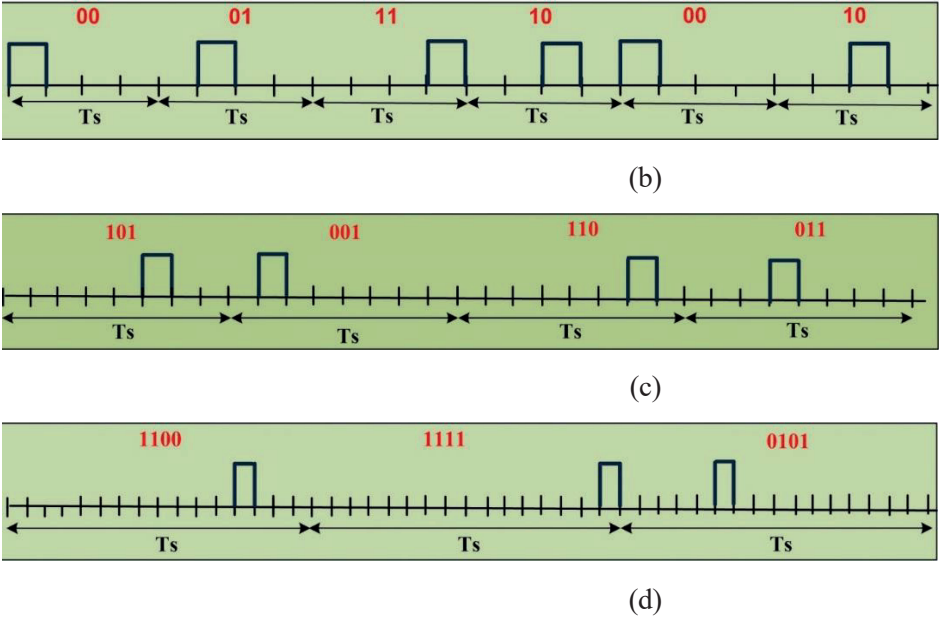 00 01 11 10 00 10
Ts Ts Ts Ts Ts Ts
(b)
101 001 110 011
Ts Ts Ts Ts
(c)
1100 1111 0101
Ts Ts Ts
(d)